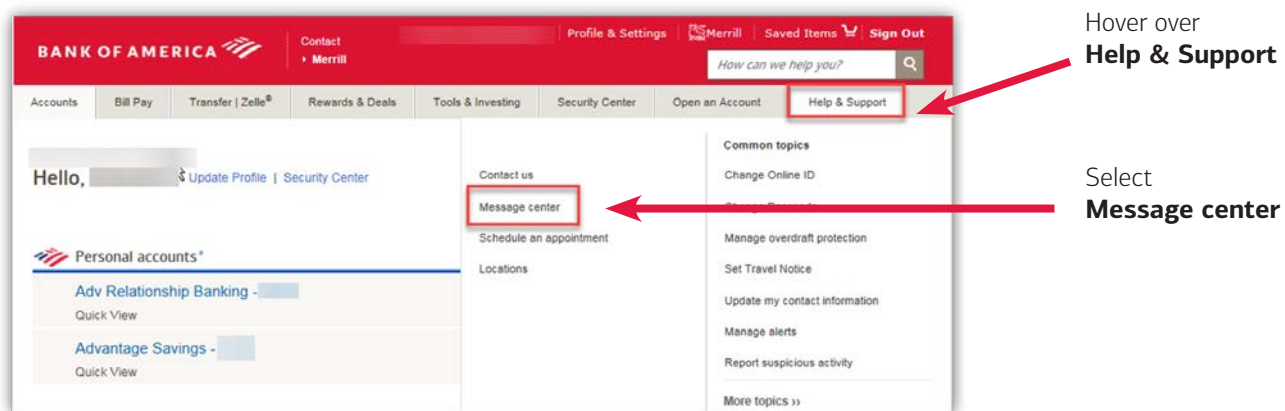 BANK OF AMERICA
Contact
› Merrill
Profile & Settings | Merrill | Saved Items | Sign Out
How can we help you?
Accounts Bill Pay Transfer | Zelle® Rewards & Deals Tools & Investing Security Center Open an Account Help & Support
Hello,
Update Profile | Security Center
Personal accounts*
Adv Relationship Banking -
Quick View
Advantage Savings -
Quick View
Contact us
Message center
Schedule an appointment
Locations
Common topics
Change Online ID
Manage overdraft protection
Set Travel Notice
Update my contact information
Manage alerts
Report suspicious activity
More topics ››
Hover over
Help & Support
Select
Message center